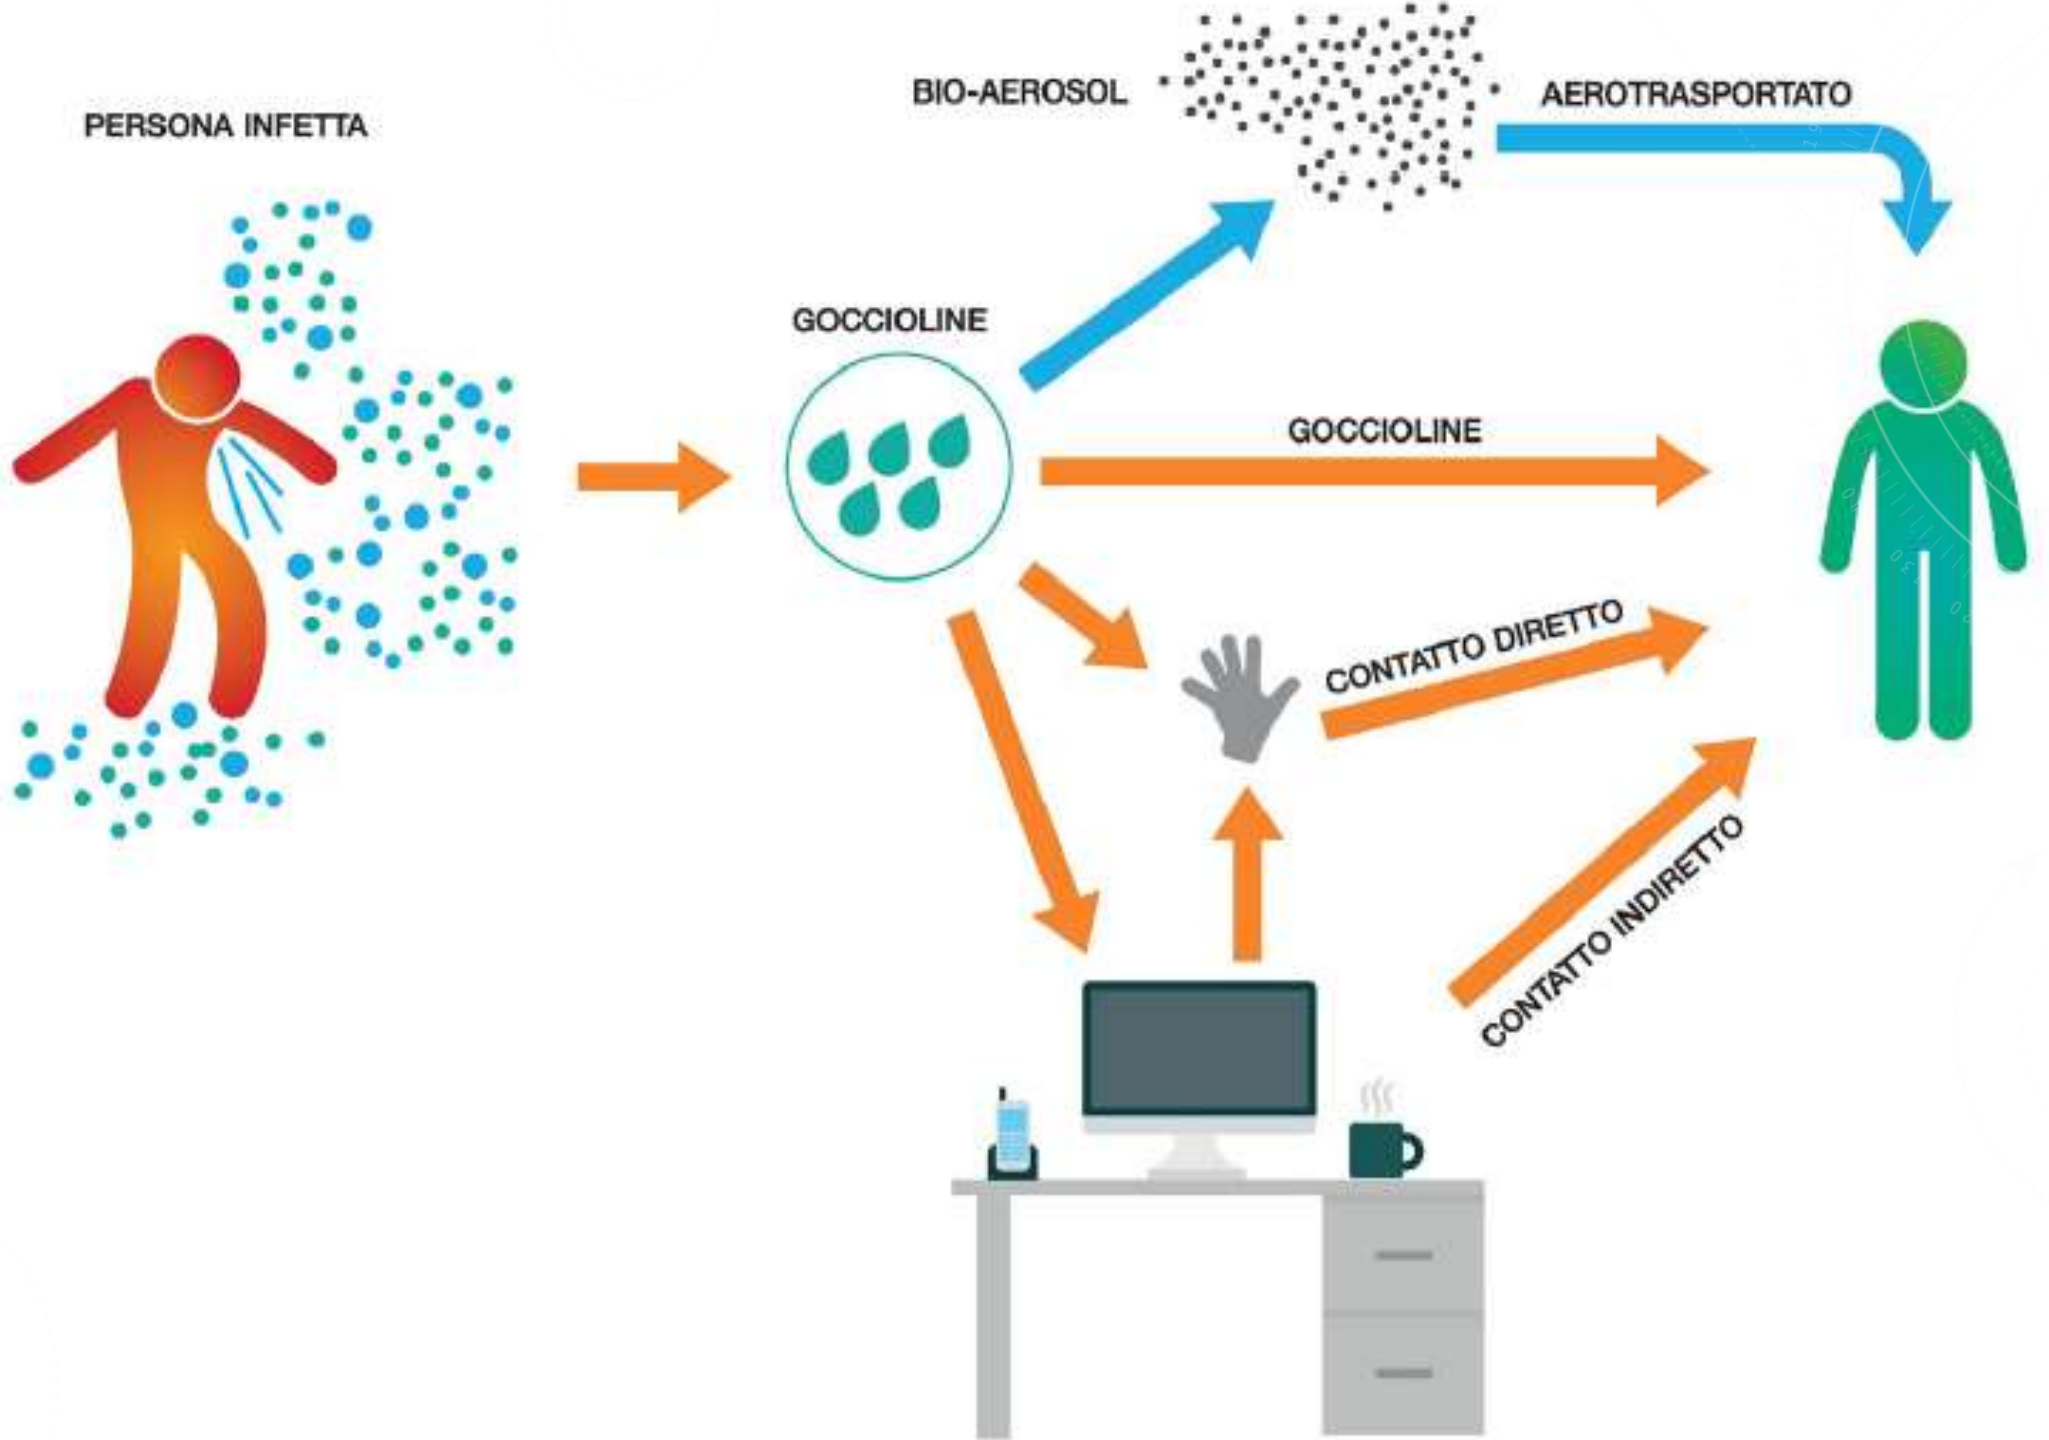 PERSONA INFETTA
BIO-AEROSOL
AEROTRASPORTATO
GOCCIOLINE
GOCCIOLINE
CONTATTO DIRETTO
CONTATTO INDIRETTO